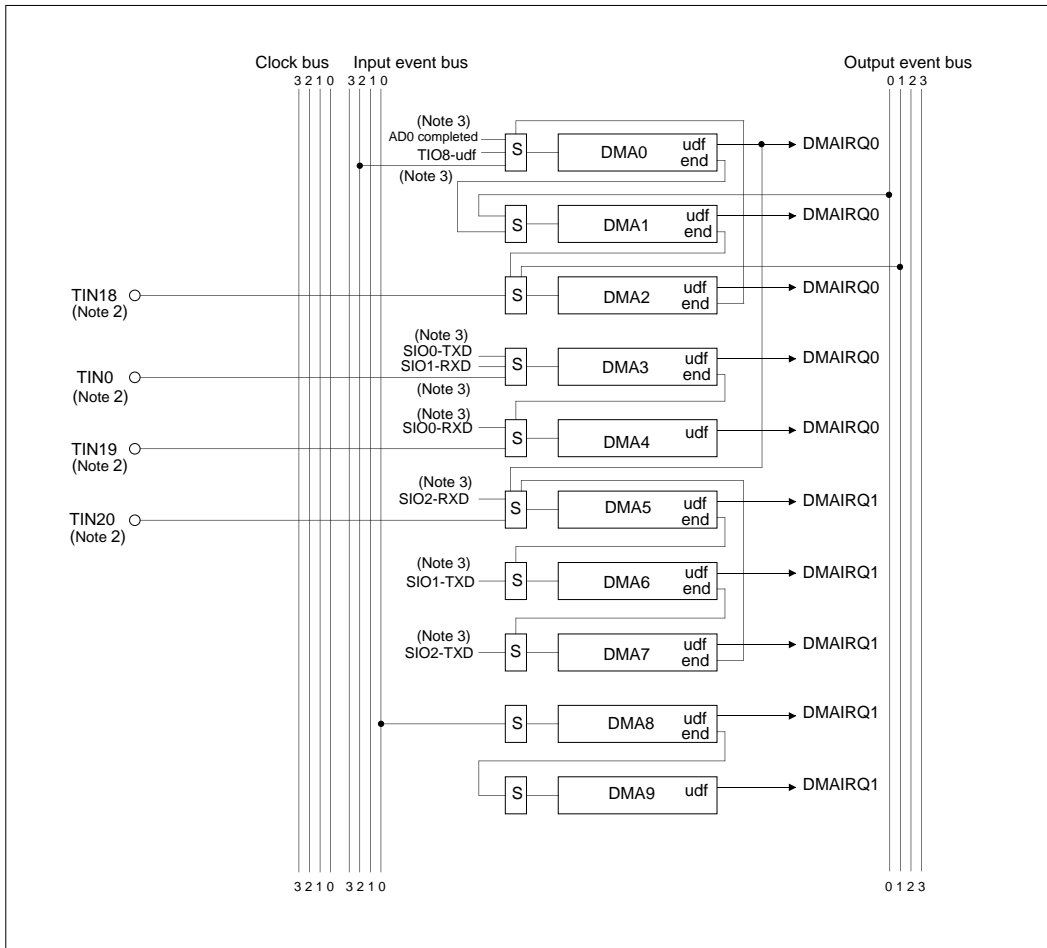 Clock bus Input event bus Output event bus
3 2 1 0 3 2 1 0 0 1 2 3
(Note 3)
AD0 completed
TIO8-udf
(Note 3)
S DMA0 udf end DMAIRQ0
S DMA1 udf end DMAIRQ0
TIN18
(Note 2)
S DMA2 udf end DMAIRQ0
(Note 3)
SIO0-TXD
SIO1-RXD
TIN0
(Note 2)
(Note 3)
S DMA3 udf end DMAIRQ0
(Note 3)
SIO0-RXD
TIN19
(Note 2)
S DMA4 udf DMAIRQ0
(Note 3)
SIO2-RXD
TIN20
(Note 2)
S DMA5 udf end DMAIRQ1
(Note 3)
SIO1-TXD
S DMA6 udf end DMAIRQ1
(Note 3)
SIO2-TXD
S DMA7 udf end DMAIRQ1
S DMA8 udf end DMAIRQ1
S DMA9 udf DMAIRQ1
3 2 1 0 3 2 1 0 0 1 2 3